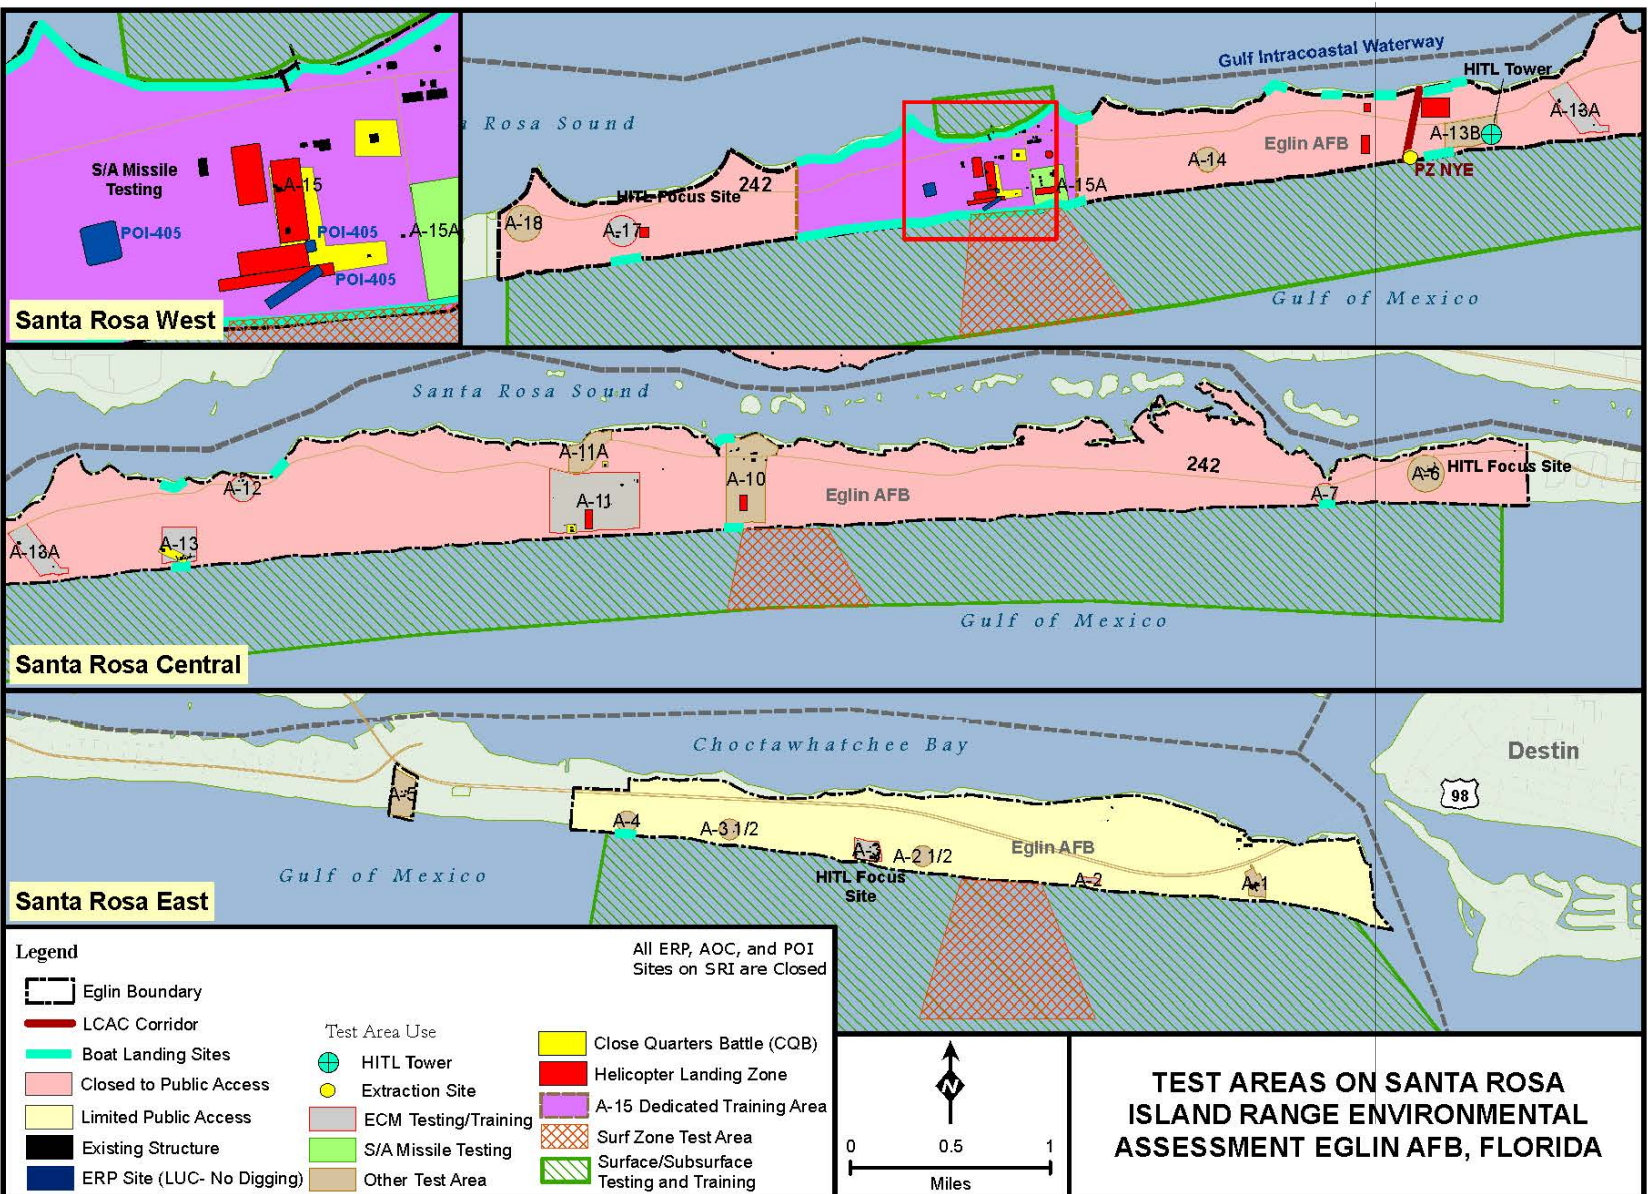 Gulf Intracoastal Waterway
HITL Tower
A-13A
a Rosa Sound
Eglin AFB
A-13B
A-14
PZ NYE
242
HITL Focus Site
A-15A
A-18
A-17
Gulf of Mexico
S/A Missile
Testing
A-15
POI-405
POI-405
A-15A
POI-405
Santa Rosa West
Santa Rosa Sound
A-11A
A-12
A-11
A-10
Eglin AFB
242
A-6
HITL Focus Site
A-7
A-13A
A-13
Gulf of Mexico
Santa Rosa Central
Choctawhatchee Bay
Destin
98
A-5
A-4
A-3 1/2
A-3
A-2 1/2
Eglin AFB
A-2
A-1
HITL Focus
Site
Gulf of Mexico
Santa Rosa East
Legend
All ERP, AOC, and POI
Sites on SRI are Closed
Eglin Boundary
LCAC Corridor
Boat Landing Sites
Closed to Public Access
Limited Public Access
Existing Structure
ERP Site (LUC- No Digging)
Test Area Use
HITL Tower
Extraction Site
ECM Testing/Training
S/A Missile Testing
Other Test Area
Close Quarters Battle (CQB)
Helicopter Landing Zone
A-15 Dedicated Training Area
Surf Zone Test Area
Surface/Subsurface
Testing and Training
N
0 0.5 1
Miles
TEST AREAS ON SANTA ROSA
ISLAND RANGE ENVIRONMENTAL
ASSESSMENT EGLIN AFB, FLORIDA